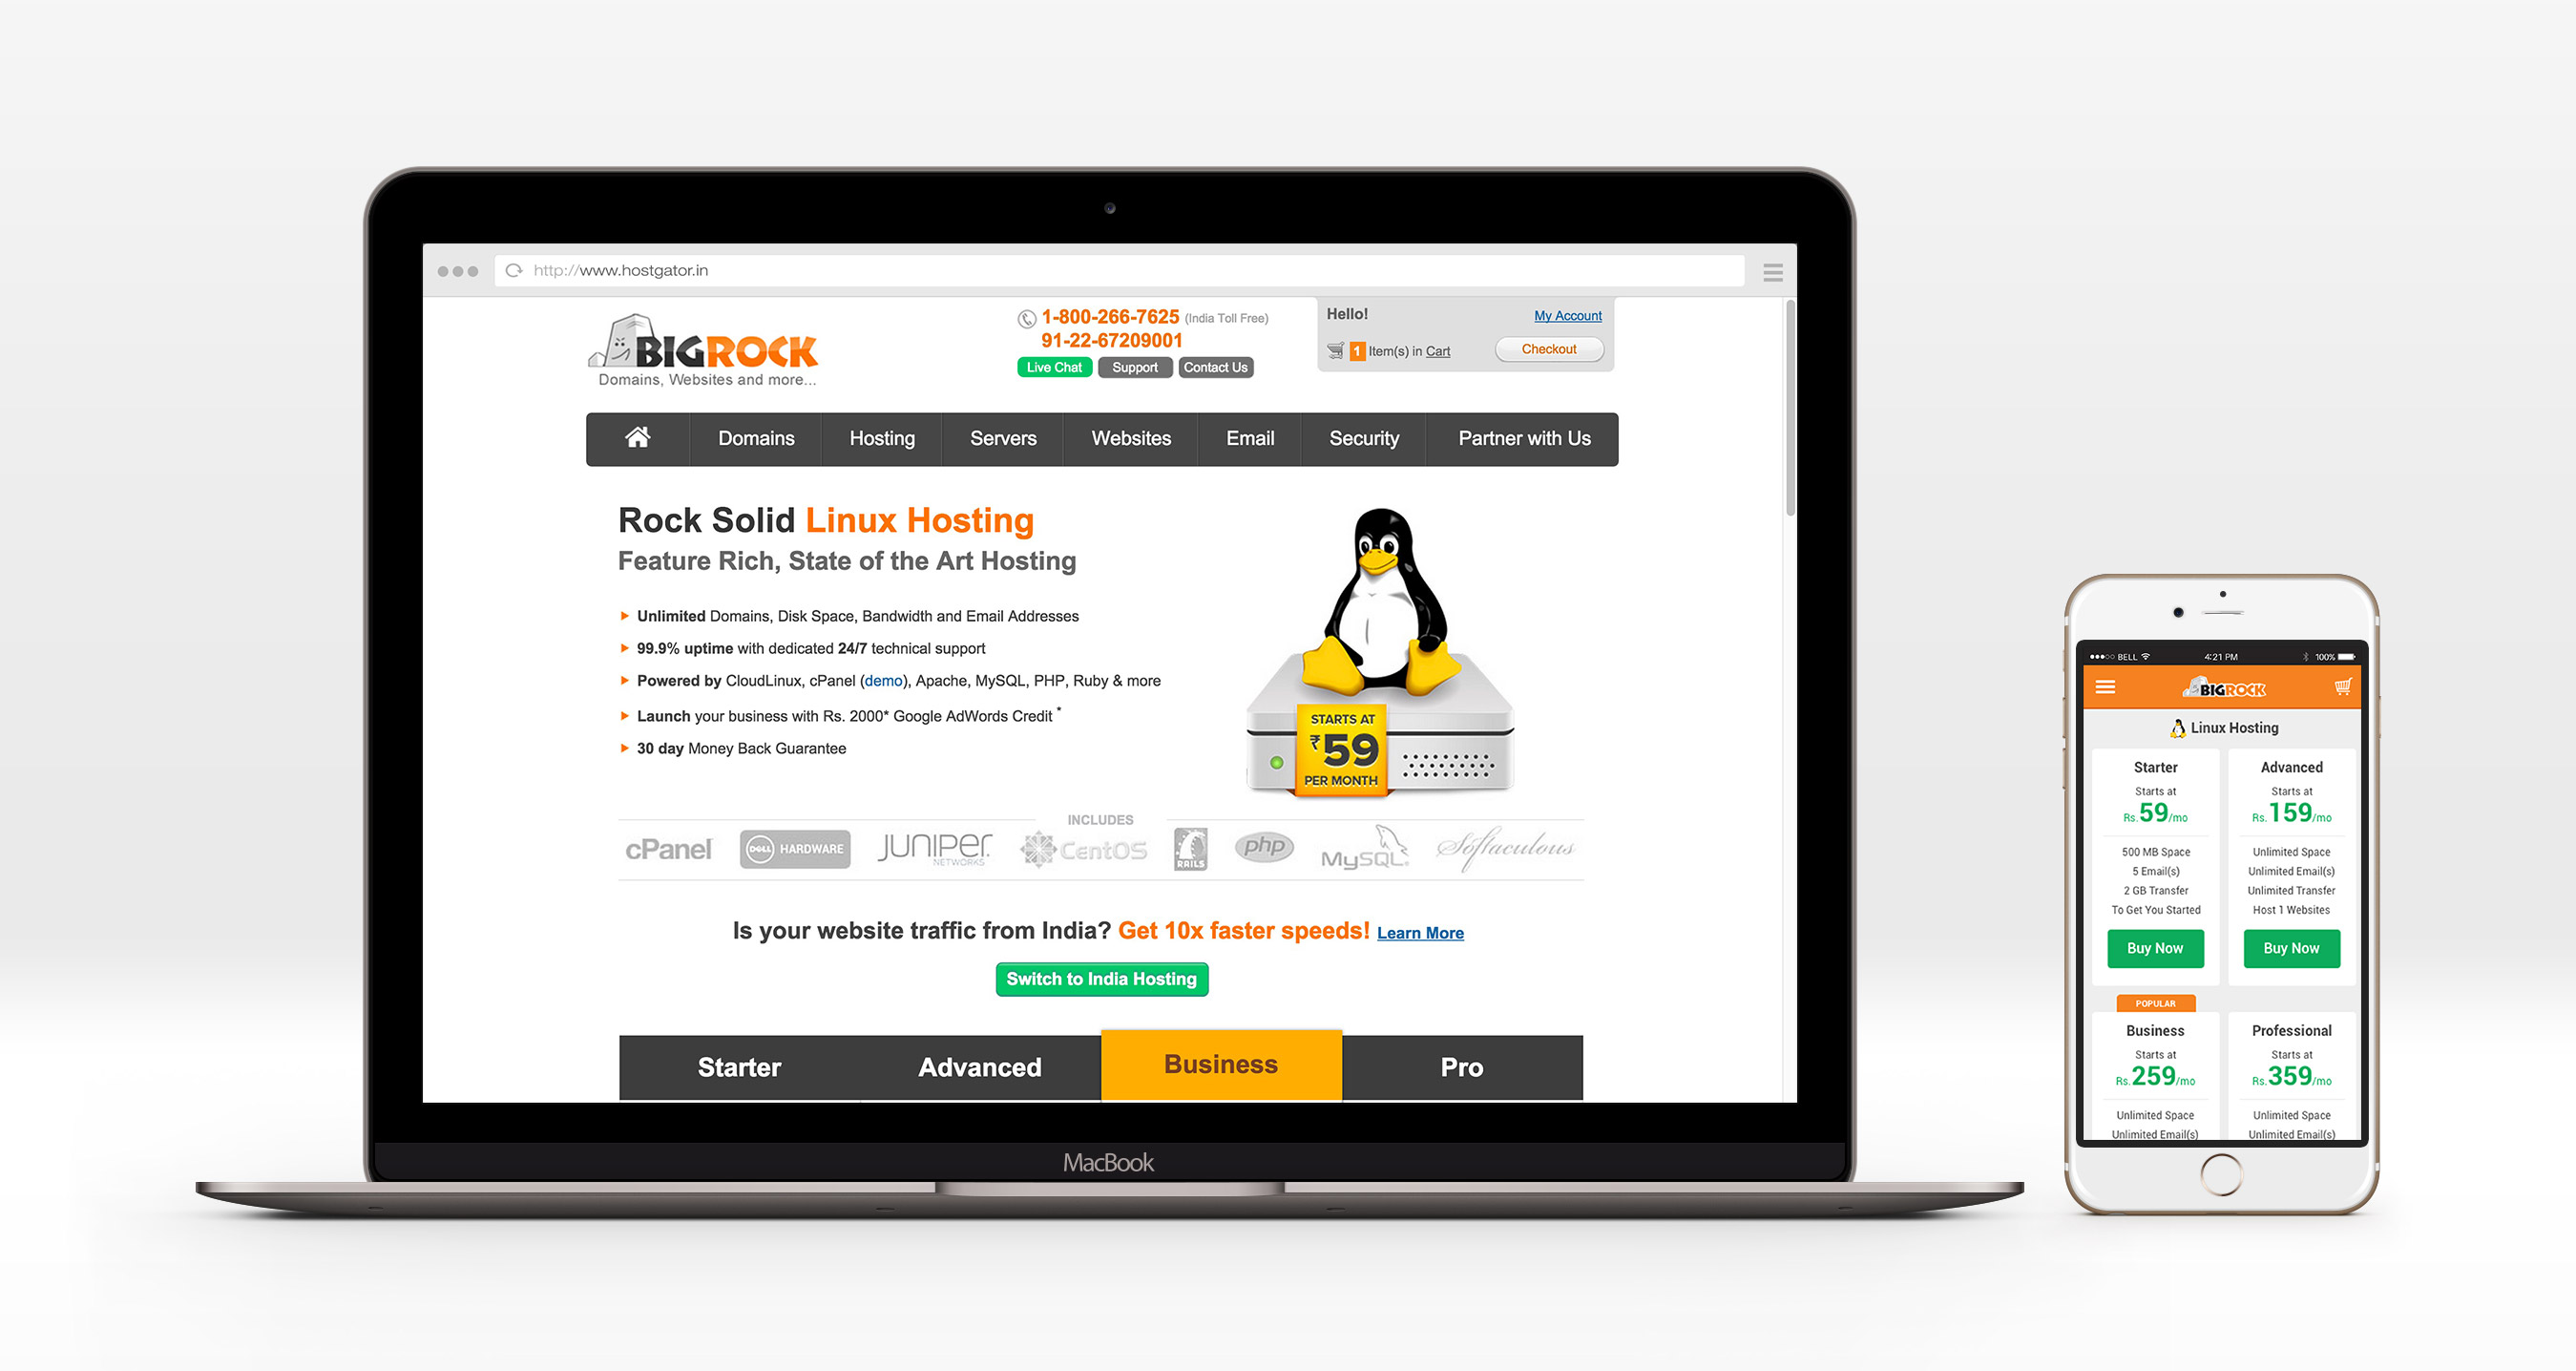 http://www.hostgator.in
BIGROCK
Domains, Websites and more...
1-800-266-7625 (India Toll Free)
91-22-67209001
Live Chat Support Contact Us
Hello! My Account
1 Item(s) in Cart Checkout
Domains Hosting Servers Websites Email Security Partner with Us
Rock Solid Linux Hosting
Feature Rich, State of the Art Hosting
Unlimited Domains, Disk Space, Bandwidth and Email Addresses
99.9% uptime with dedicated 24/7 technical support
Powered by CloudLinux, cPanel (demo), Apache, MySQL, PHP, Ruby & more
Launch your business with Rs. 2000* Google AdWords Credit *
30 day Money Back Guarantee
STARTS AT
₹59
PER MONTH
INCLUDES
cPanel DELL HARDWARE JUNIPER NETWORKS CentOS RAILS php MySQL Softaculous
Is your website traffic from India? Get 10x faster speeds! Learn More
Switch to India Hosting
Starter Advanced Business Pro
MacBook
BELL 4:21 PM 100%
BIGROCK
Linux Hosting
Starter
Starts at
Rs.59/mo
500 MB Space
5 Email(s)
2 GB Transfer
To Get You Started
Buy Now
Advanced
Starts at
Rs.159/mo
Unlimited Space
Unlimited Email(s)
Unlimited Transfer
Host 1 Websites
Buy Now
POPULAR
Business
Starts at
Rs.259/mo
Unlimited Space
Unlimited Email(s)
Professional
Starts at
Rs.359/mo
Unlimited Space
Unlimited Email(s)